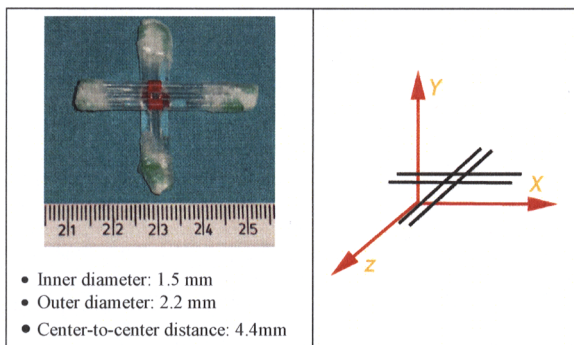 21 22 23 24 25
• Inner diameter: 1.5 mm
• Outer diameter: 2.2 mm
• Center-to-center distance: 4.4mm
Y
X
z